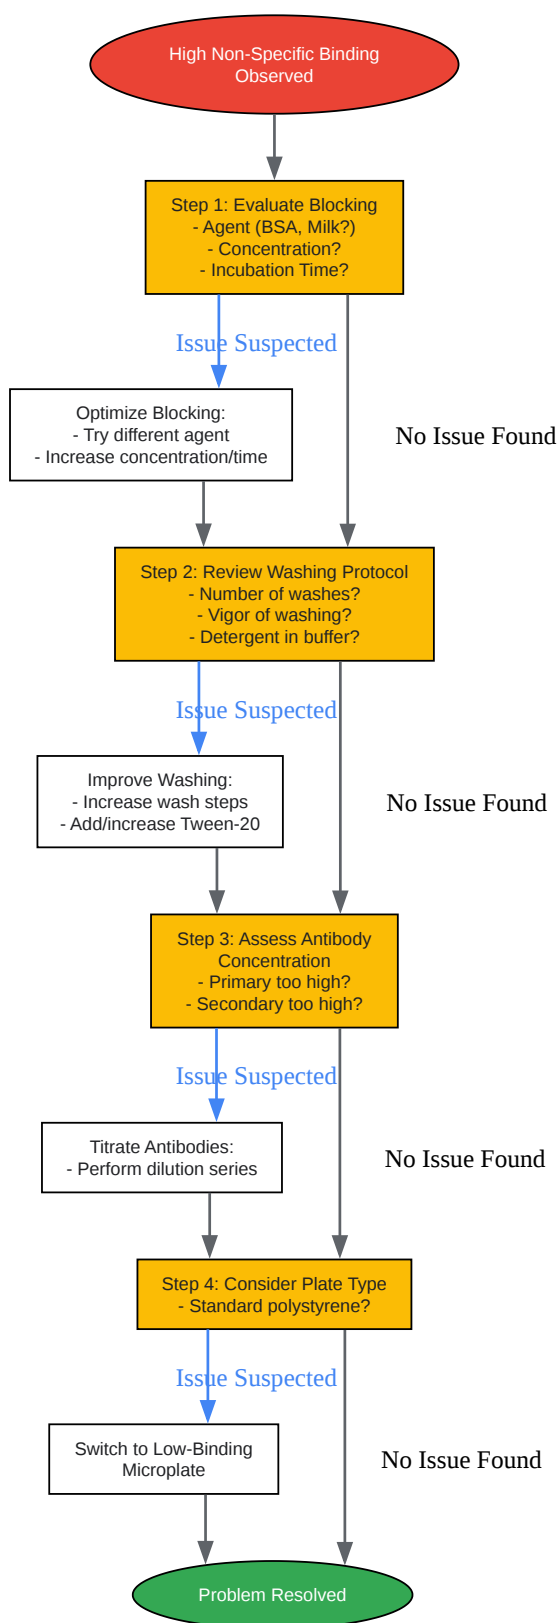 High Non-Specific Binding
Observed
Step 1: Evaluate Blocking
- Agent (BSA, Milk?)
- Concentration?
- Incubation Time?
Issue Suspected
Optimize Blocking:
- Try different agent
- Increase concentration/time
No Issue Found
Step 2: Review Washing Protocol
- Number of washes?
- Vigor of washing?
- Detergent in buffer?
Issue Suspected
Improve Washing:
- Increase wash steps
- Add/increase Tween-20
No Issue Found
Step 3: Assess Antibody
Concentration
- Primary too high?
- Secondary too high?
Issue Suspected
Titrate Antibodies:
- Perform dilution series
No Issue Found
Step 4: Consider Plate Type
- Standard polystyrene?
Issue Suspected
Switch to Low-Binding
Microplate
No Issue Found
Problem Resolved